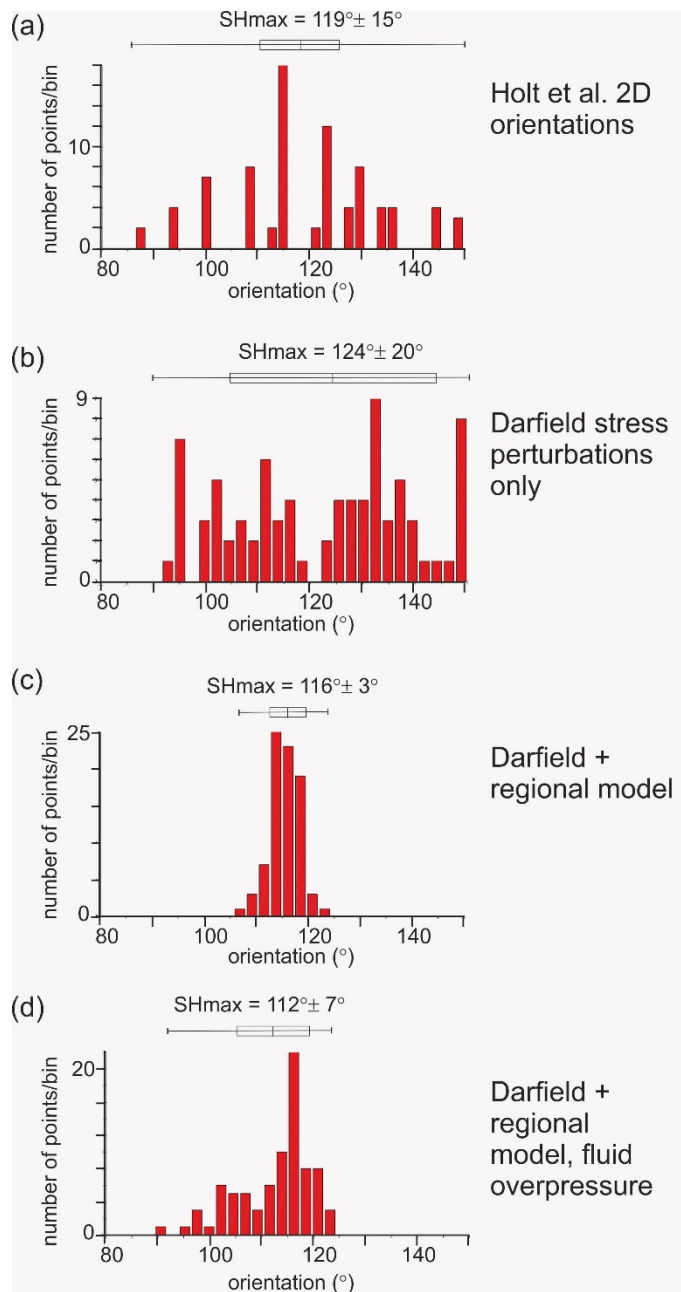 (a)
SHmax = 119°± 15°
number of points/bin
10
0
80
100
120
140
orientation (°)
Holt et al. 2D
orientations
(b)
SHmax = 124°± 20°
number of points/bin
9
0
80
100
120
140
orientation (°)
Darfield stress
perturbations
only
(c)
SHmax = 116°± 3°
number of points/bin
25
0
80
100
120
140
Darfield +
regional model
(d)
SHmax = 112°± 7°
number of points/bin
20
0
80
100
120
140
orientation (°)
Darfield +
regional
model, fluid
overpressure